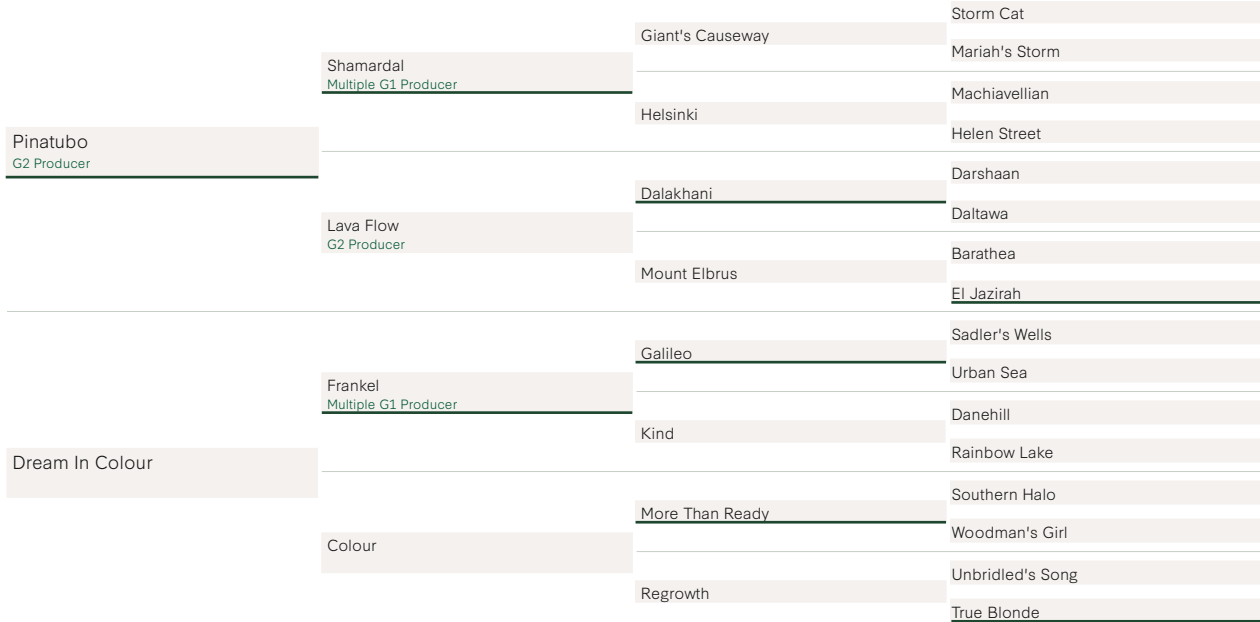 Pinatubo
G2 Producer
Dream In Colour
Shamardal
Multiple G1 Producer
Lava Flow
G2 Producer
Frankel
Multiple G1 Producer
Colour
Giant's Causeway
Helsinki
Dalakhani
Mount Elbrus
Galileo
Kind
More Than Ready
Regrowth
Storm Cat
Mariah's Storm
Machiavellian
Helen Street
Darshaan
Daltawa
Barathea
El Jazirah
Sadler's Wells
Urban Sea
Danehill
Rainbow Lake
Southern Halo
Woodman's Girl
Unbridled's Song
True Blonde